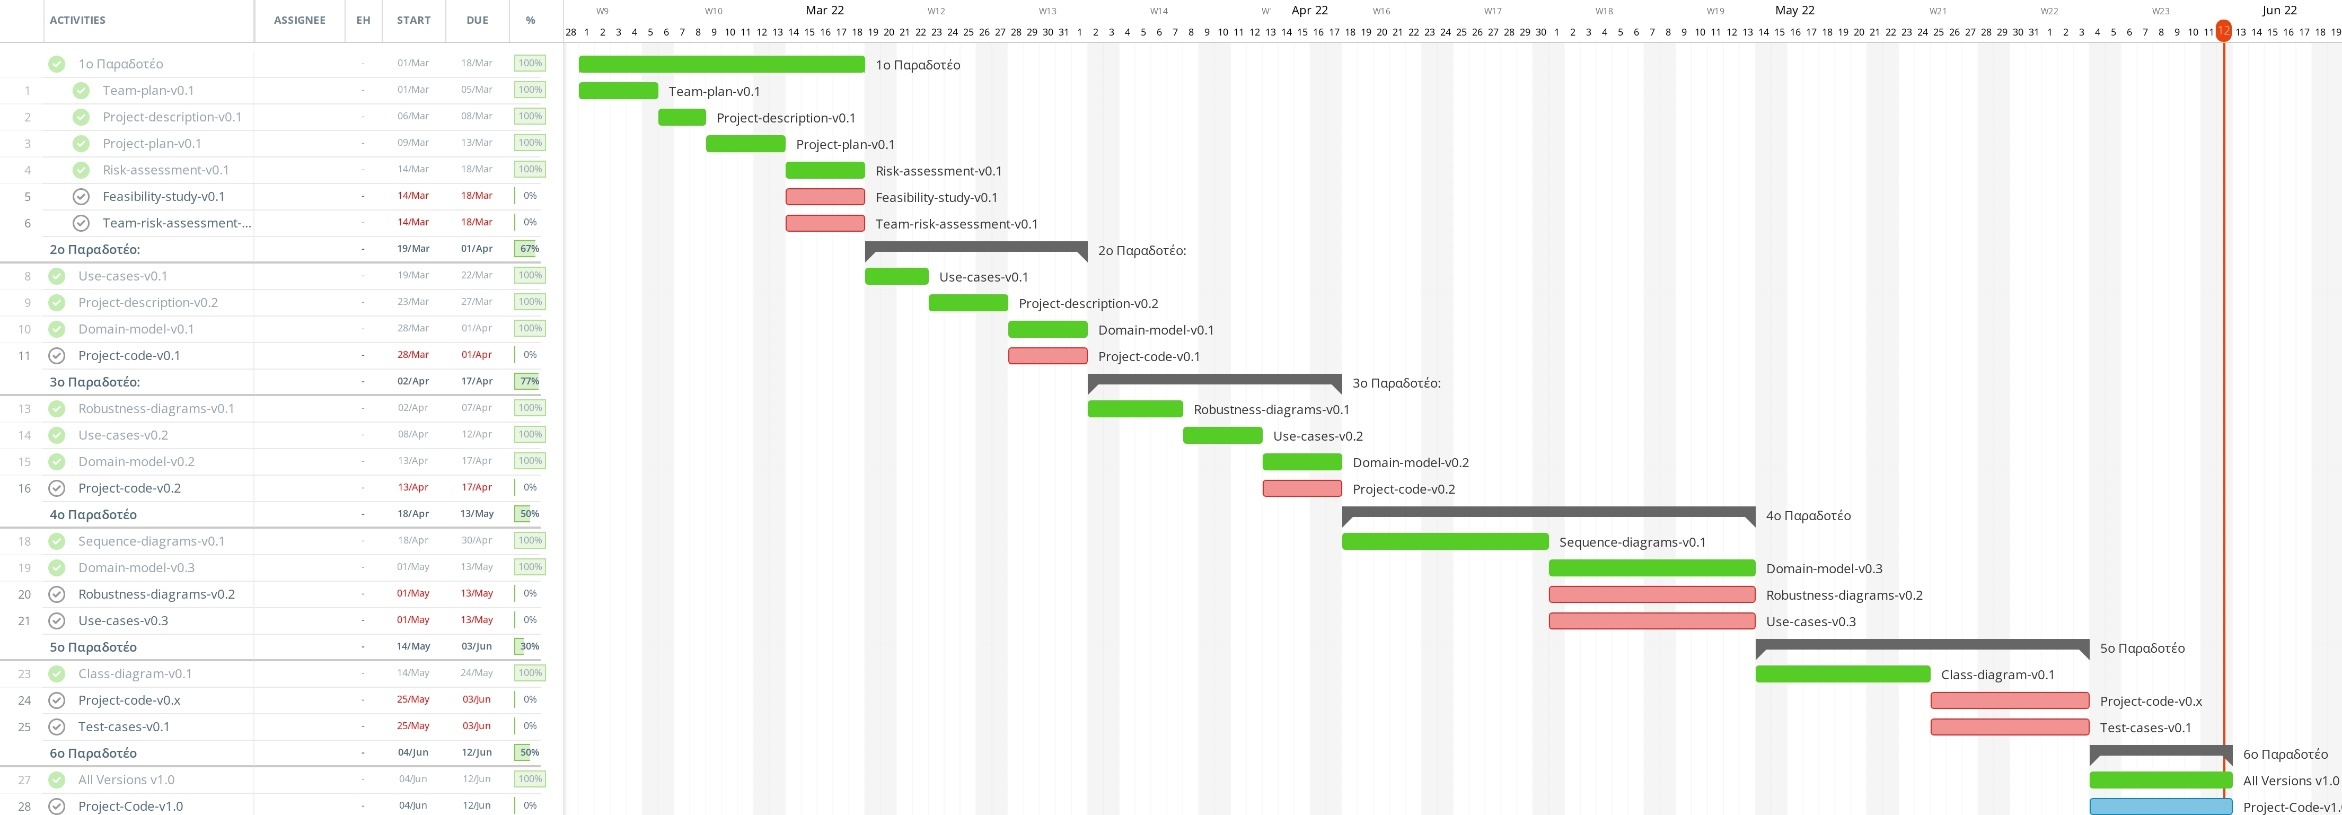 ACTIVITIES ASSIGNEE EH START DUE %
W9 W10 Mar 22 W12 W13 W14 W Apr 22 W16 W17 W18 W19 May 22 W21 W22 W23 Jun 22
28 1 2 3 4 5 6 7 8 9 10 11 12 13 14 15 16 17 18 19 20 21 22 23 24 25 26 27 28 29 30 31 1 2 3 4 5 6 7 8 9 10 11 12 13 14 15 16 17 18 19 20 21 22 23 24 25 26 27 28 29 30 1 2 3 4 5 6 7 8 9 10 11 12 13 14 15 16 17 18 19 20 21 22 23 24 25 26 27 28 29 30 31 1 2 3 4 5 6 7 8 9 10 11 12 13 14 15 16 17 18 19
1ο Παραδοτέο - 01/Mar 18/Mar 100% 1ο Παραδοτέο
1 Team-plan-v0.1 - 01/Mar 05/Mar 100% Team-plan-v0.1
2 Project-description-v0.1 - 06/Mar 08/Mar 100% Project-description-v0.1
3 Project-plan-v0.1 - 09/Mar 13/Mar 100% Project-plan-v0.1
4 Risk-assessment-v0.1 - 14/Mar 18/Mar 100% Risk-assessment-v0.1
5 Feasibility-study-v0.1 - 14/Mar 18/Mar 0% Feasibility-study-v0.1
6 Team-risk-assessment-... - 14/Mar 18/Mar 0% Team-risk-assessment-v0.1
2ο Παραδοτέο: - 19/Mar 01/Apr 67% 2ο Παραδοτέο:
8 Use-cases-v0.1 - 19/Mar 22/Mar 100% Use-cases-v0.1
9 Project-description-v0.2 - 23/Mar 27/Mar 100% Project-description-v0.2
10 Domain-model-v0.1 - 28/Mar 01/Apr 100% Domain-model-v0.1
11 Project-code-v0.1 - 28/Mar 01/Apr 0% Project-code-v0.1
3ο Παραδοτέο: - 02/Apr 17/Apr 77% 3ο Παραδοτέο:
13 Robustness-diagrams-v0.1 - 02/Apr 07/Apr 100% Robustness-diagrams-v0.1
14 Use-cases-v0.2 - 08/Apr 12/Apr 100% Use-cases-v0.2
15 Domain-model-v0.2 - 13/Apr 17/Apr 100% Domain-model-v0.2
16 Project-code-v0.2 - 13/Apr 17/Apr 0% Project-code-v0.2
4ο Παραδοτέο - 18/Apr 13/May 50% 4ο Παραδοτέο
18 Sequence-diagrams-v0.1 - 18/Apr 30/Apr 100% Sequence-diagrams-v0.1
19 Domain-model-v0.3 - 01/May 13/May 100% Domain-model-v0.3
20 Robustness-diagrams-v0.2 - 01/May 13/May 0% Robustness-diagrams-v0.2
21 Use-cases-v0.3 - 01/May 13/May 0% Use-cases-v0.3
5ο Παραδοτέο - 14/May 03/Jun 30% 5ο Παραδοτέο
23 Class-diagram-v0.1 - 14/May 24/May 100% Class-diagram-v0.1
24 Project-code-v0.x - 25/May 03/Jun 0% Project-code-v0.x
25 Test-cases-v0.1 - 25/May 03/Jun 0% Test-cases-v0.1
6ο Παραδοτέο - 04/Jun 12/Jun 50% 6ο Παραδοτέο
27 All Versions v1.0 - 04/Jun 12/Jun 100% All Versions v1.0
28 Project-Code-v1.0 - 04/Jun 12/Jun 0% Project-Code-v1.